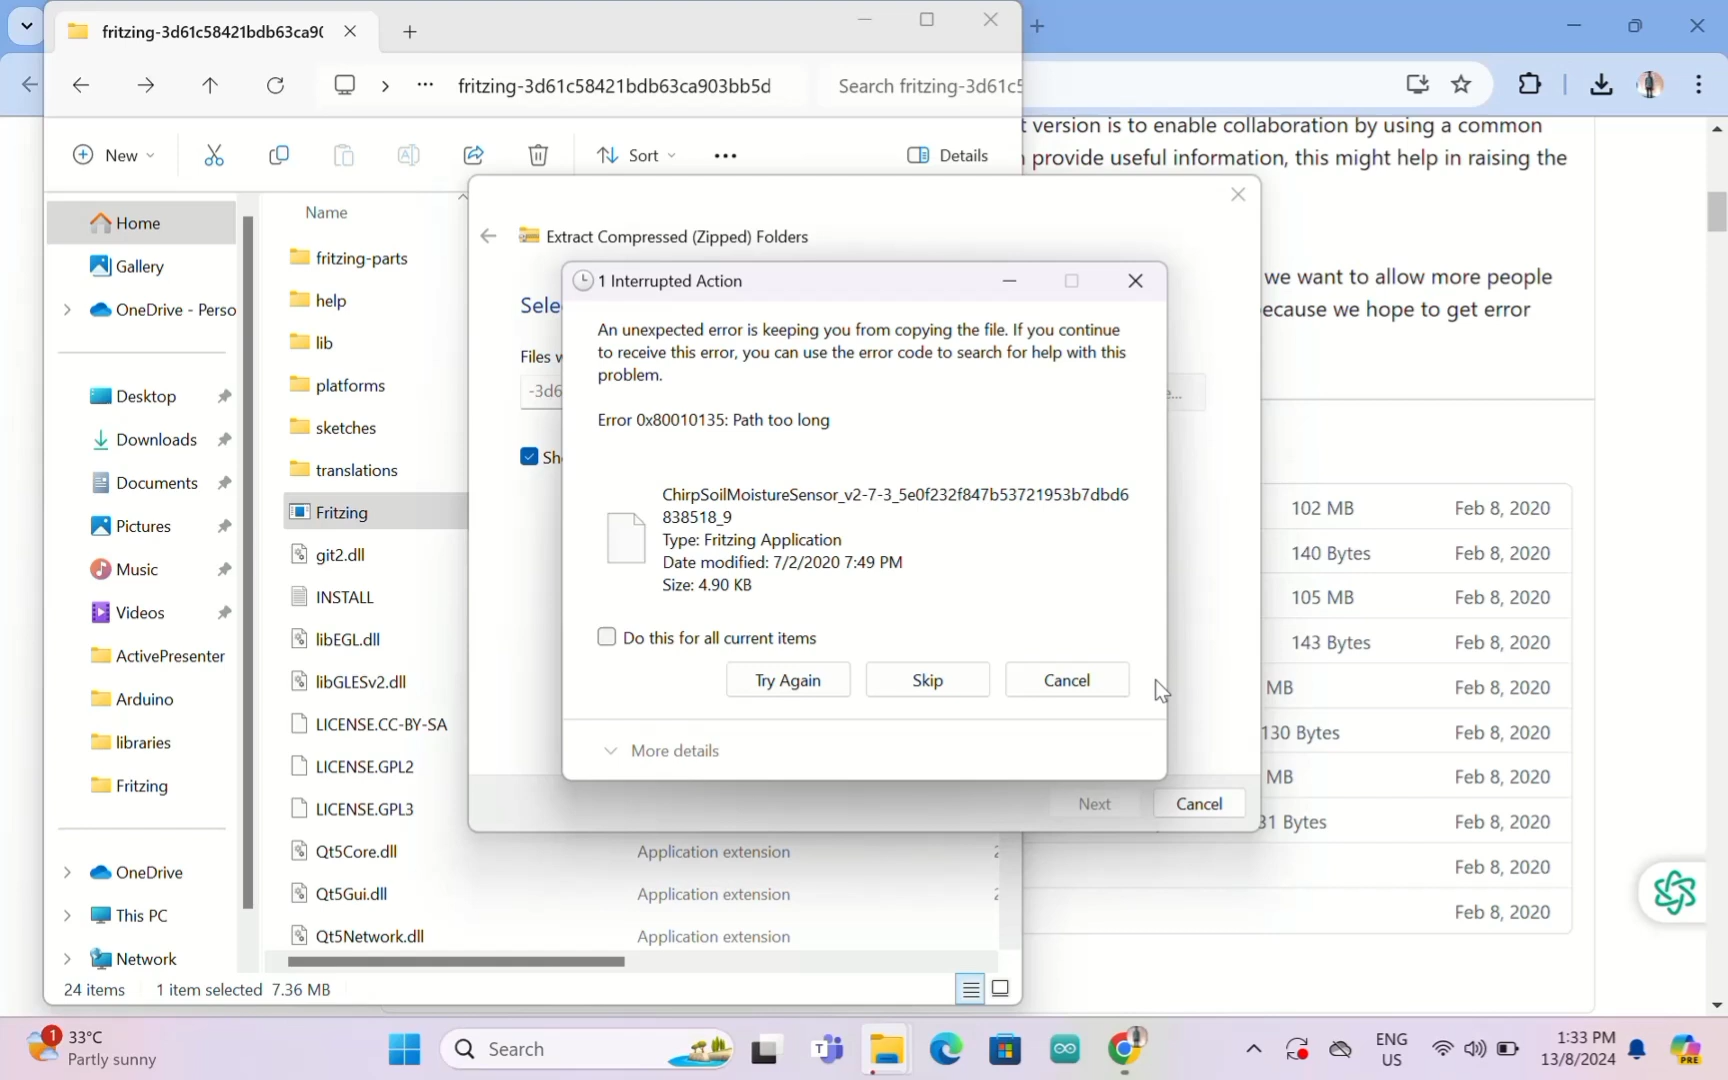 fritzing-3d61c58421bdb63ca90
fritzing-3d61c58421bdb63ca903bb5d
Search fritzing-3d61c5
New
Sort
Details
t version is to enable collaboration by using a common
provide useful information, this might help in raising the
we want to allow more people
ecause we hope to get error
Home
Gallery
OneDrive - Perso
Desktop
Downloads
Documents
Pictures
Music
Videos
ActivePresenter
Arduino
libraries
Fritzing
OneDrive
This PC
Network
Name
fritzing-parts
help
lib
platforms
sketches
translations
Fritzing
git2.dll
INSTALL
libEGL.dll
libGLESv2.dll
LICENSE.CC-BY-SA
LICENSE.GPL2
LICENSE.GPL3
Qt5Core.dll Application extension 2
Qt5Gui.dll Application extension 2
Qt5Network.dll Application extension
24 items 1 item selected 7.36 MB
Extract Compressed (Zipped) Folders
Sele
Files w
-3d6
e...
Sho
Next Cancel
1 Interrupted Action
An unexpected error is keeping you from copying the file. If you continue
to receive this error, you can use the error code to search for help with this
problem.
Error 0x80010135: Path too long
ChirpSoilMoistureSensor_v2-7-3_5e0f232f847b53721953b7dbd6
838518_9
Type: Fritzing Application
Date modified: 7/2/2020 7:49 PM
Size: 4.90 KB
Do this for all current items
Try Again Skip Cancel
More details
102 MB Feb 8, 2020
140 Bytes Feb 8, 2020
105 MB Feb 8, 2020
143 Bytes Feb 8, 2020
MB Feb 8, 2020
130 Bytes Feb 8, 2020
MB Feb 8, 2020
31 Bytes Feb 8, 2020
Feb 8, 2020
Feb 8, 2020
1
33°C
Partly sunny
Search
T
ENG
US
1:33 PM
13/8/2024
PRE